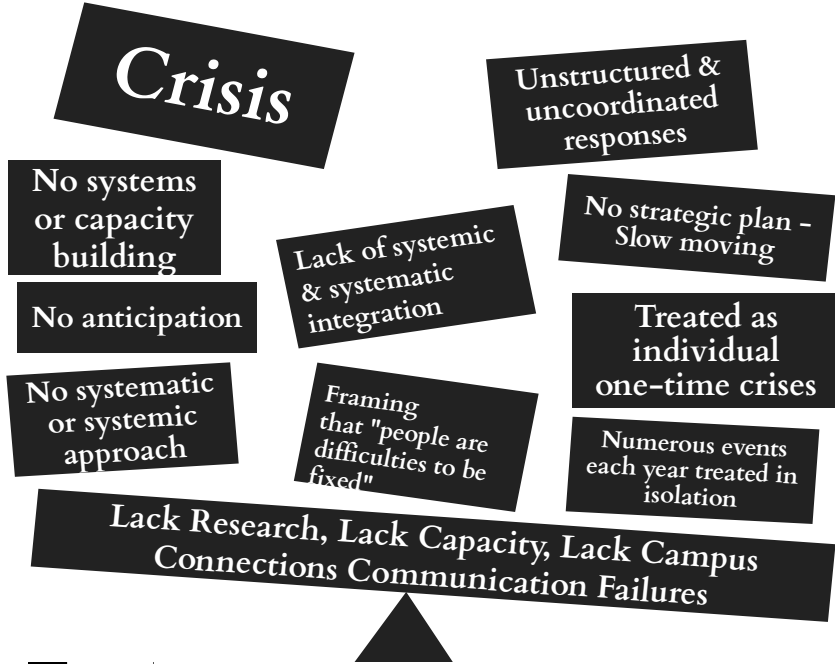 Crisis
Unstructured &
uncoordinated
responses
No systems
or capacity
building
No strategic plan -
Slow moving
Lack of systemic
& systematic
integration
No anticipation
Treated as
individual
one-time crises
No systematic
or systemic
approach
Framing
that "people are
difficulties to be
fixed"
Numerous events
each year treated in
isolation
Lack Research, Lack Capacity, Lack Campus
Connections Communication Failures